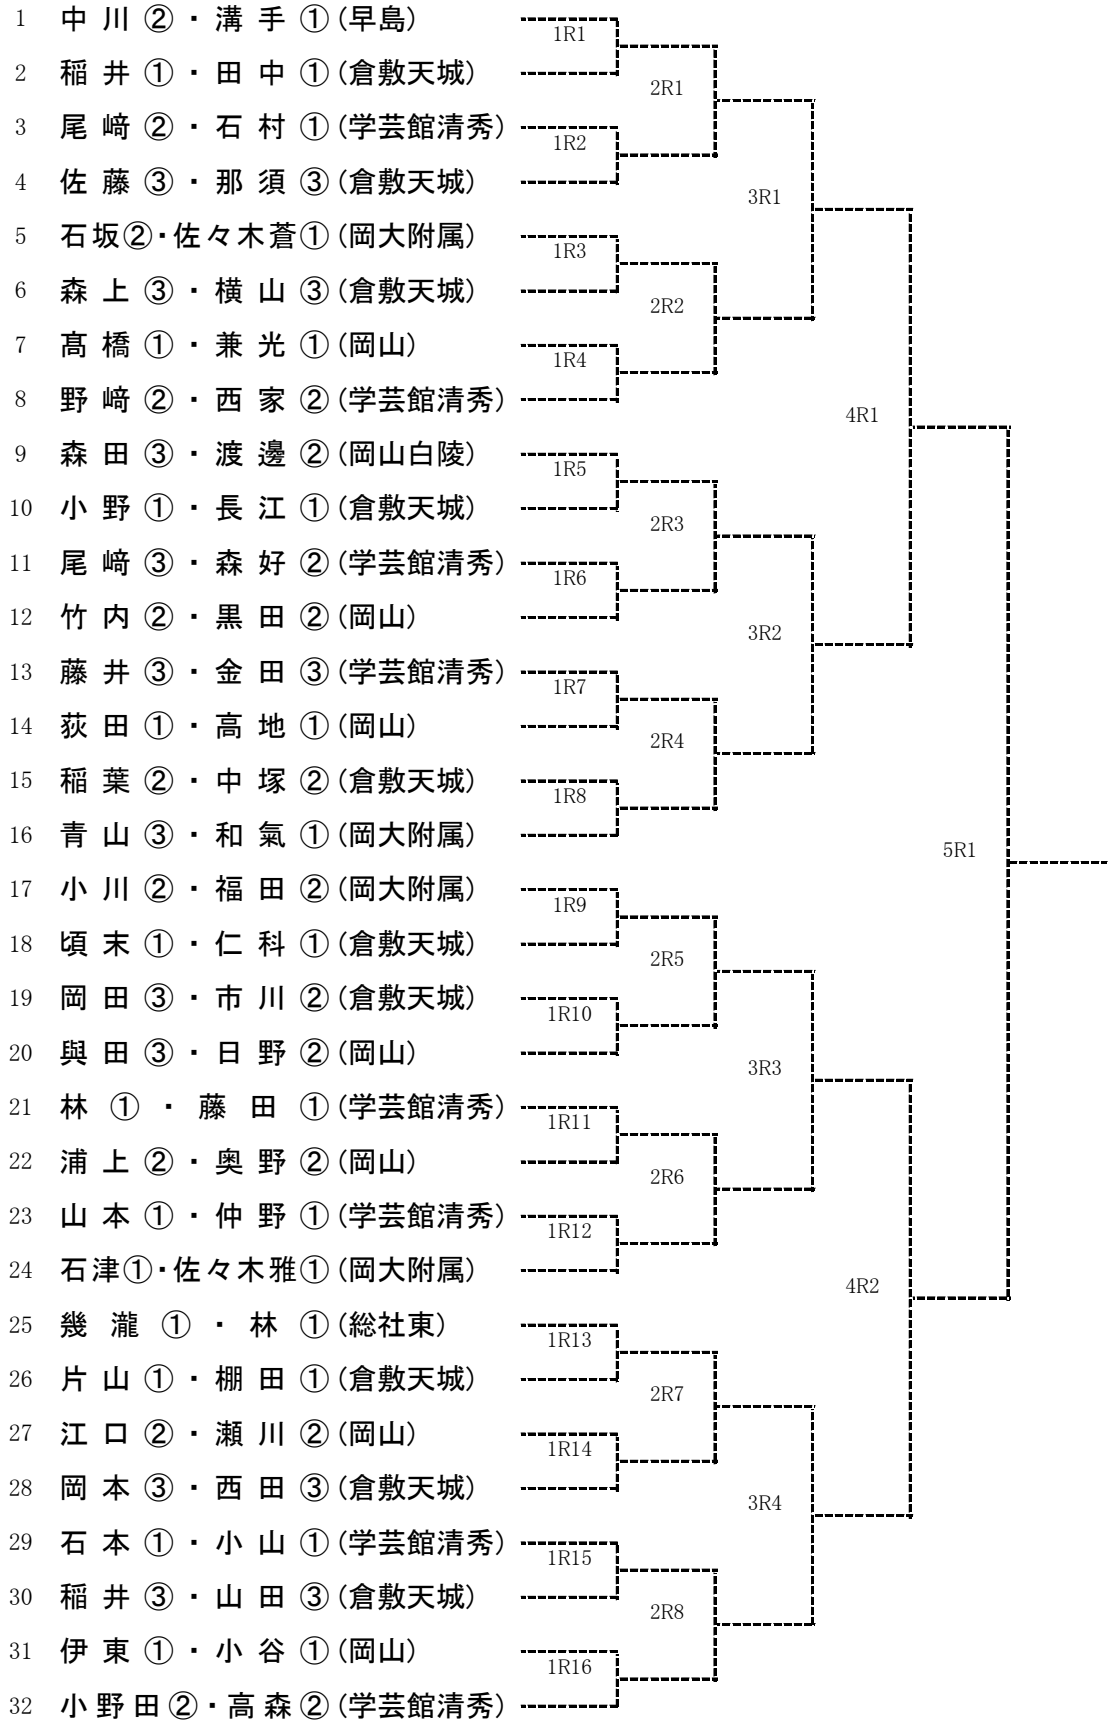 1 中川②・溝手①(早島)
1R1
2 稲井①・田中①(倉敷天城)
2R1
3 尾﨑②・石村①(学芸館清秀)
1R2
4 佐藤③・那須③(倉敷天城)
3R1
5 石坂②・佐々木蒼①(岡大附属)
1R3
6 森上③・横山③(倉敷天城)
2R2
7 髙橋①・兼光①(岡山)
1R4
8 野﨑②・西家②(学芸館清秀)
4R1
9 森田③・渡邊②(岡山白陵)
1R5
10 小野①・長江①(倉敷天城)
2R3
11 尾﨑③・森好②(学芸館清秀)
1R6
12 竹内②・黒田②(岡山)
3R2
13 藤井③・金田③(学芸館清秀)
1R7
14 荻田①・高地①(岡山)
2R4
15 稲葉②・中塚②(倉敷天城)
1R8
16 青山③・和氣①(岡大附属)
5R1
17 小川②・福田②(岡大附属)
1R9
18 頃末①・仁科①(倉敷天城)
2R5
19 岡田③・市川②(倉敷天城)
1R10
20 與田③・日野②(岡山)
3R3
21 林①・藤田①(学芸館清秀)
1R11
22 浦上②・奥野②(岡山)
2R6
23 山本①・仲野①(学芸館清秀)
1R12
24 石津①・佐々木雅①(岡大附属)
4R2
25 幾瀧①・林①(総社東)
1R13
26 片山①・棚田①(倉敷天城)
2R7
27 江口②・瀬川②(岡山)
1R14
28 岡本③・西田③(倉敷天城)
3R4
29 石本①・小山①(学芸館清秀)
1R15
30 稲井③・山田③(倉敷天城)
2R8
31 伊東①・小谷①(岡山)
1R16
32 小野田②・高森②(学芸館清秀)